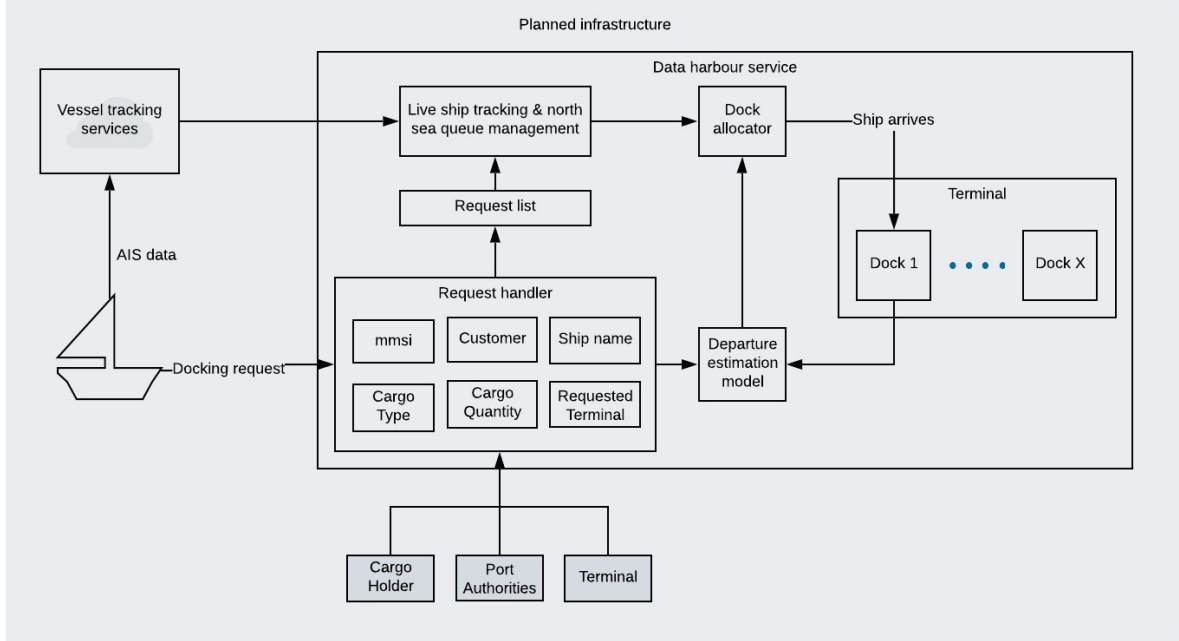 Planned infrastructure
Data harbour service
Vessel tracking
services
Live ship tracking & north
sea queue management
Dock
allocator
Ship arrives
Request list
Terminal
Dock 1
Dock X
AIS data
Request handler
mmsi
Customer
Ship name
Cargo
Type
Cargo
Quantity
Requested
Terminal
Docking request
Departure
estimation
model
Cargo
Holder
Port
Authorities
Terminal